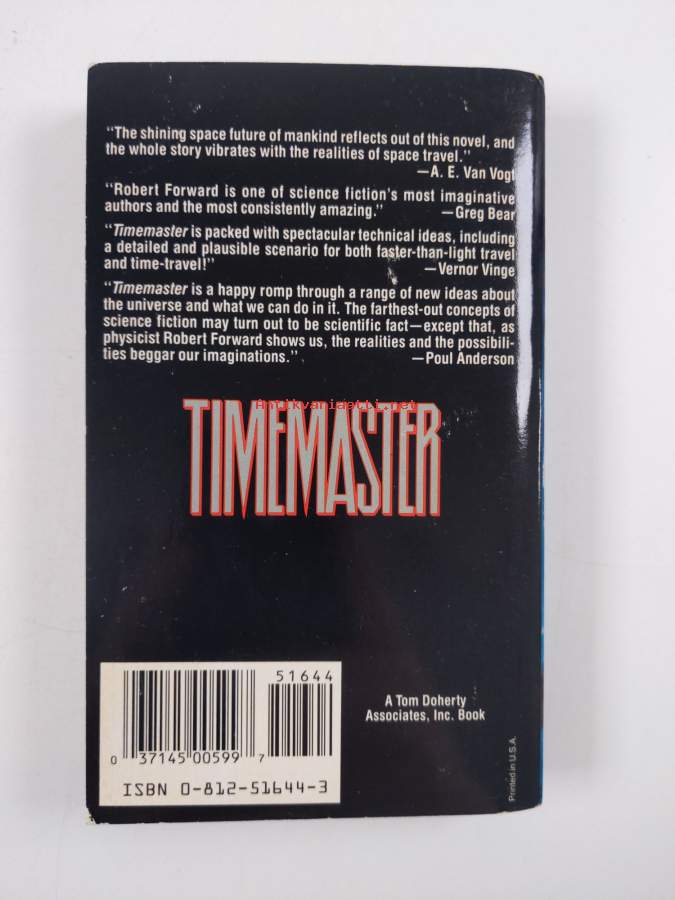 "The shining space future of mankind reflects out of this novel, and
the whole story vibrates with the realities of space travel."
—A. E. Van Vogt
"Robert Forward is one of science fiction's most imaginative
authors and the most consistently amazing." —Greg Bear
"Timemaster is packed with spectacular technical ideas, including
a detailed and plausible scenario for both faster-than-light travel
and time-travel!" —Vernor Vinge
"Timemaster is a happy romp through a range of new ideas about
the universe and what we can do in it. The farthest-out concepts of
science fiction may turn out to be scientific fact—except that, as
physicist Robert Forward shows us, the realities and the possibili-
ties beggar our imaginations." —Poul Anderson
Antikvariaatti.net
TIMEMASTER
51644
0 37145 00599 7
ISBN 0-812-51644-3
A Tom Doherty
Associates, Inc. Book
Printed in U.S.A.